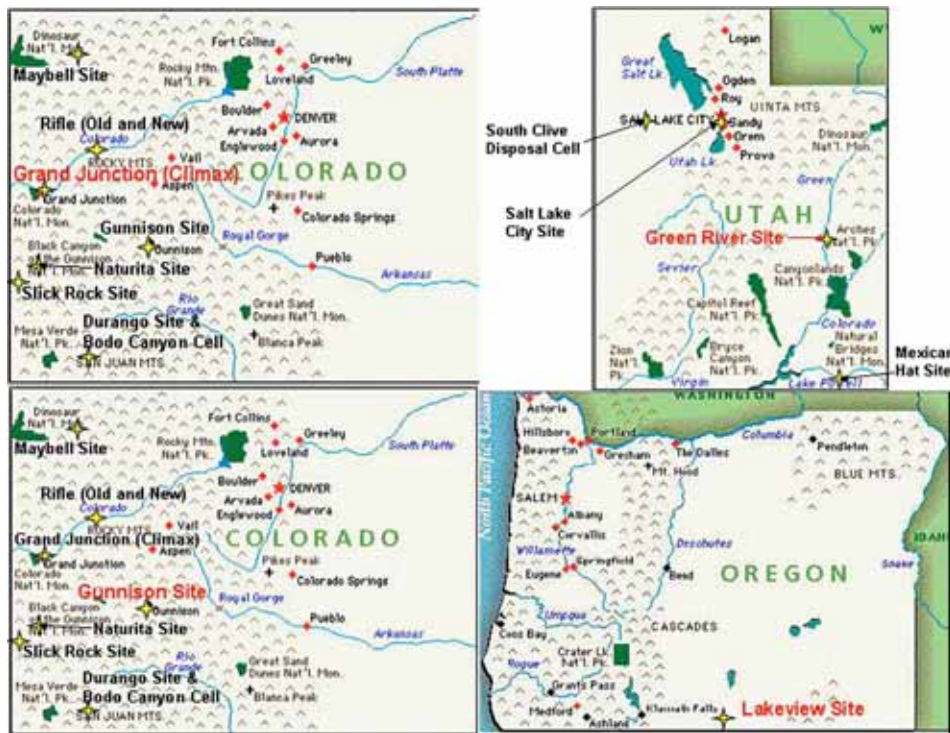 Dinosaur
Nat'l. Mon.
Maybell Site
Fort Collins
Greeley
Rocky Mtn.
Nat'l. Pk.
Loveland
South Platte
Boulder
DENVER
Arvada
Englewood
Aurora
Rifle (Old and New)
Colorado
ROCKY MTS.
Vail
Grand Junction (Climax)
COLORADO
Aspen
Grand Junction
Pikes Peak
Colorado
Nat'l. Mon.
Colorado Springs
Gunnison Site
Gunnison
Royal Gorge
Black Canyon
of the Gunnison
Nat'l. Mon.
Naturita Site
Pueblo
Arkansas
Slick Rock Site
Rio
Grande
Great Sand
Dunes Nat'l. Mon.
Durango Site &
Bodo Canyon Cell
Mesa Verde
Nat'l. Pk.
Blanca Peak
SAN JUAN MTS.
Logan
Great
Salt Lk.
Ogden
Roy
UINTA MTS.
SALT LAKE CITY
Sandy
South Clive
Disposal Cell
Orem
Provo
Utah Lk.
Dinosaur
Nat'l. Mon.
Green
Salt Lake
City Site
UTAH
Green River Site
Arches
Nat'l. Pk.
Sevier
Canyonlands
Nat'l. Pk.
Capitol Reef
Nat'l. Pk.
Colorado
Natural
Bridges
Nat'l. Mon.
Zion
Nat'l.
Pk.
Bryce
Canyon
Nat'l. Pk.
Mexican
Hat Site
Virgin
Lake Powell
Dinosaur
Nat'l. Mon.
Maybell Site
Fort Collins
Greeley
Rocky Mtn.
Nat'l. Pk.
Loveland
South Platte
Boulder
DENVER
Arvada
Englewood
Aurora
Rifle (Old and New)
Colorado
ROCKY MTS.
Vail
Grand Junction (Climax)
COLORADO
Aspen
Grand Junction
Pikes Peak
Colorado
Nat'l. Mon.
Colorado Springs
Gunnison Site
Gunnison
Royal Gorge
Black Canyon
of the Gunnison
Nat'l. Mon.
Naturita Site
Pueblo
Arkansas
Slick Rock Site
Rio
Grande
Great Sand
Dunes Nat'l. Mon.
Durango Site &
Bodo Canyon Cell
Mesa Verde
Nat'l. Pk.
Blanca Peak
SAN JUAN MTS.
WASHINGTON
Astoria
Hillsboro
Portland
Columbia
Beaverton
Gresham
The Dalles
Pendleton
Mt. Hood
BLUE MTS.
North Pacific Ocean
SALEM
Albany
Corvallis
Willamette
Springfield
Deschutes
IDAHO
Eugene
Bend
OREGON
Snake
Umpqua
Coos Bay
CASCADES
Crater Lk.
Nat'l. Pk.
Rogue
Grants Pass
Medford
Ashland
Klamath Falls
Lakeview Site